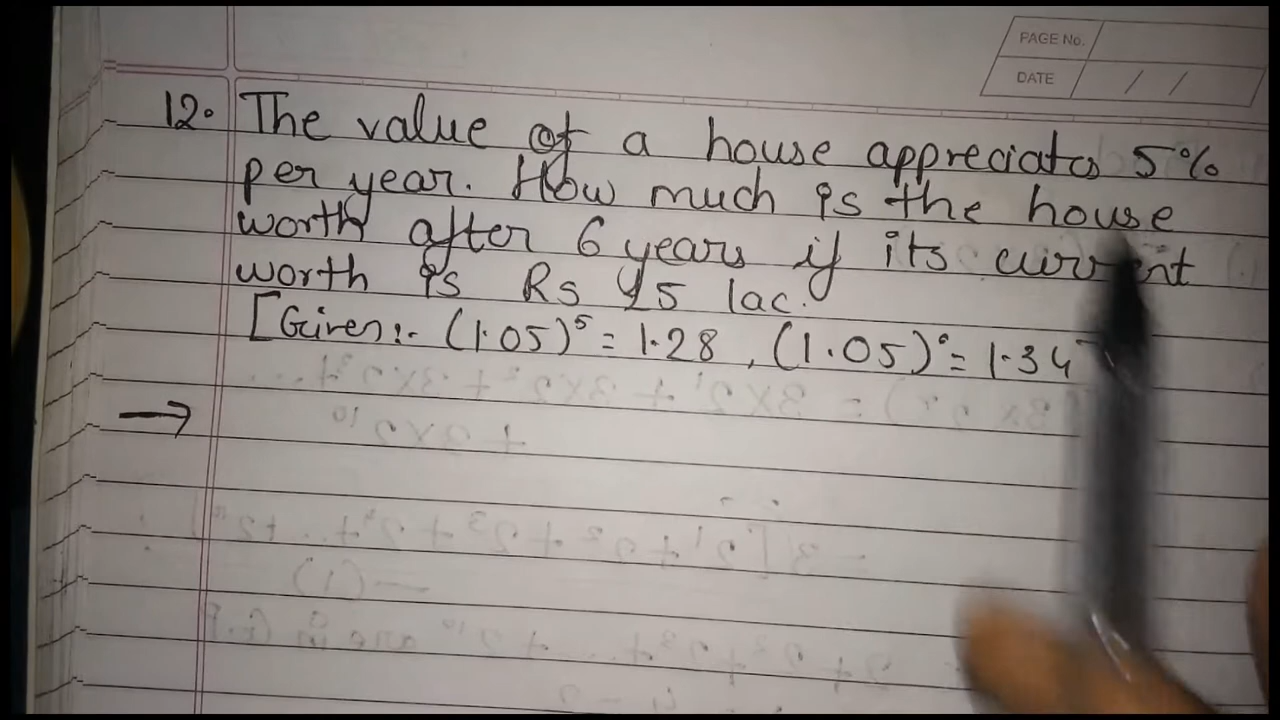 PAGE No.
DATE / /
12. The value of a house appreciates 5%
per year. How much is the house
worth after 6 years if its current
worth is Rs 15 lac.
[Given:- (1.05)⁵ = 1.28, (1.05)⁶ = 1.34
→